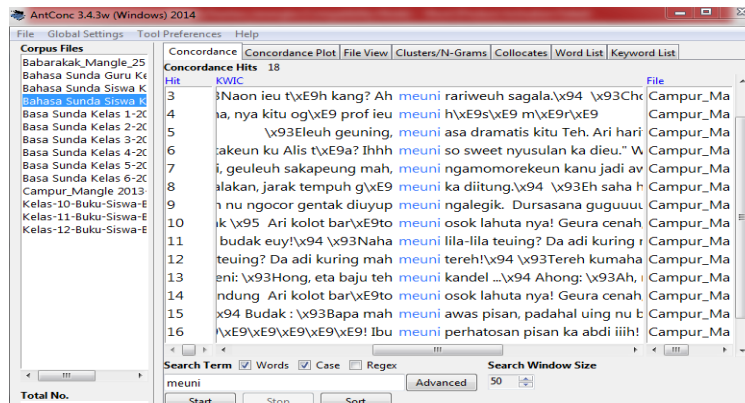 AntConc 3.4.3w (Windows) 2014
File Global Settings Tool Preferences Help
Corpus Files
Babarakak_Mangle_25
Bahasa Sunda Guru Ke
Bahasa Sunda Siswa K
Bahasa Sunda Siswa K
Basa Sunda Kelas 1-20
Basa Sunda Kelas 2-20
Basa Sunda Kelas 3-20
Basa Sunda Kelas 4-20
Basa Sunda Kelas 5-20
Basa Sunda Kelas 6-20
Campur_Mangle 2013-
Kelas-10-Buku-Siswa-B
Kelas-11-Buku-Siswa-B
Kelas-12-Buku-Siswa-B
Total No.
Concordance Concordance Plot File View Clusters/N-Grams Collocates Word List Keyword List
Concordance Hits 18
Hit KWIC File
3 Naon ieu t\xE9h kang? Ah meuni rariweuh sagala.\x94 \x93Cho Campur_Ma
4 na, nya kitu og\xE9 prof ieu meuni h\xE9s\xE9 m\xE9r\xE9 Campur_Ma
5 \x93Eleuh geuning, meuni asa dramatis kitu Teh. Ari hari Campur_Ma
6 takeun ku Alis t\xE9a? Ihhh meuni so sweet nyusulan ka dieu." W Campur_Ma
7 i, geuleuh sakapeung mah, meuni ngamomorekeun kanu jadi aw Campur_Ma
8 alakan, jarak tempuh g\xE9 meuni ka diitung.\x94 \x93Eh saha h Campur_Ma
9 n nu ngocor gentak diuyup meuni ngalegik. Dursasana guguuuu Campur_Ma
10 ak \x95 Ari kolot bar\xE9to meuni osok lahuta nya! Geura cenah, Campur_Ma
11 budak euy!\x94 \x93Naha meuni lila-lila teuing? Da adi kuring r Campur_Ma
12 teuing? Da adi kuring mah meuni tereh!\x94 \x93Tereh kumaha Campur_Ma
13 eni: \x93Hong, eta baju teh meuni kandel ...\x94 Ahong: \x93Ah, Campur_Ma
14 ndung Ari kolot bar\xE9to meuni osok lahuta nya! Geura cenah, Campur_Ma
15 x94 Budak : \x93Bapa mah meuni awas pisan, padahal uing nu b Campur_Ma
16 \xE9\xE9\xE9\xE9\xE9! Ibu meuni perhatosan pisan ka abdi iiih! Campur_Ma
Search Term Words Case Regex Search Window Size
meuni Advanced 50
Start Stop Sort